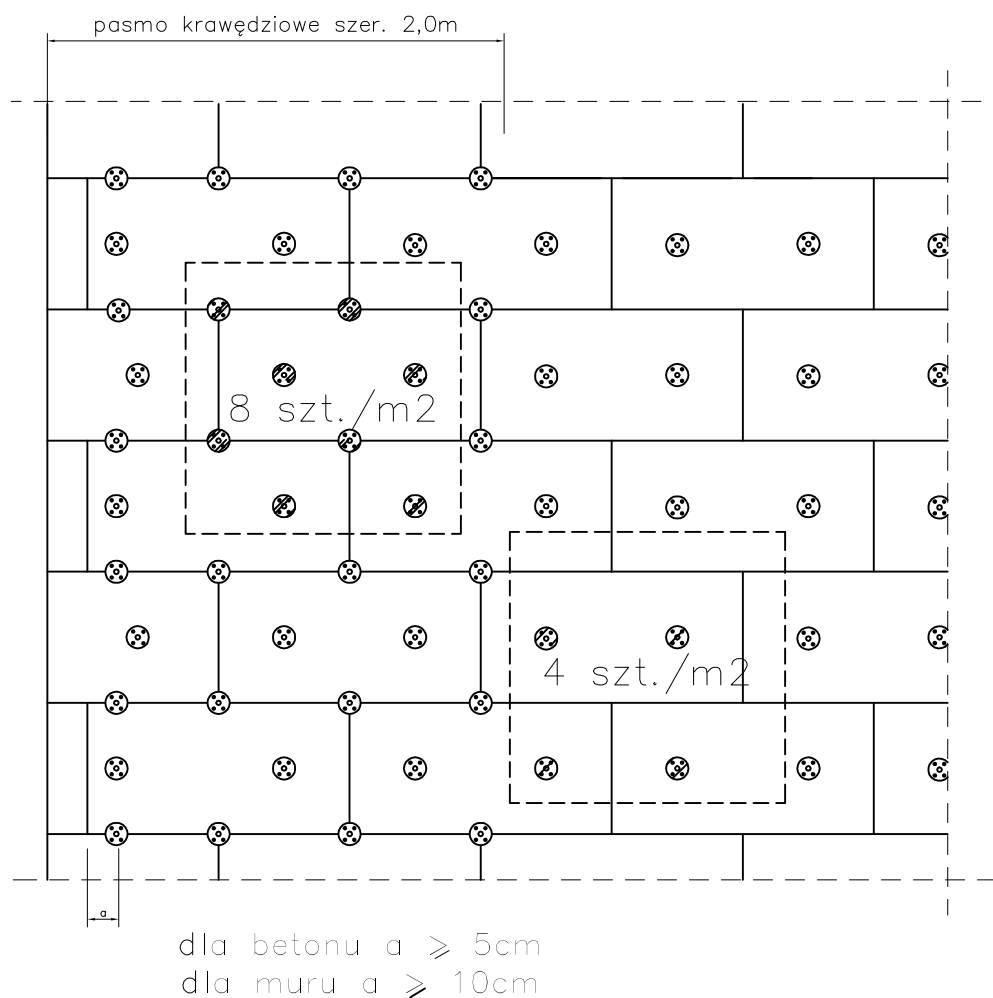 pasmo krawędziowe szer. 2,0m
8 szt./m2
4 szt./m2
a
dla betonu a ⩾ 5cm
dla muru a ⩾ 10cm